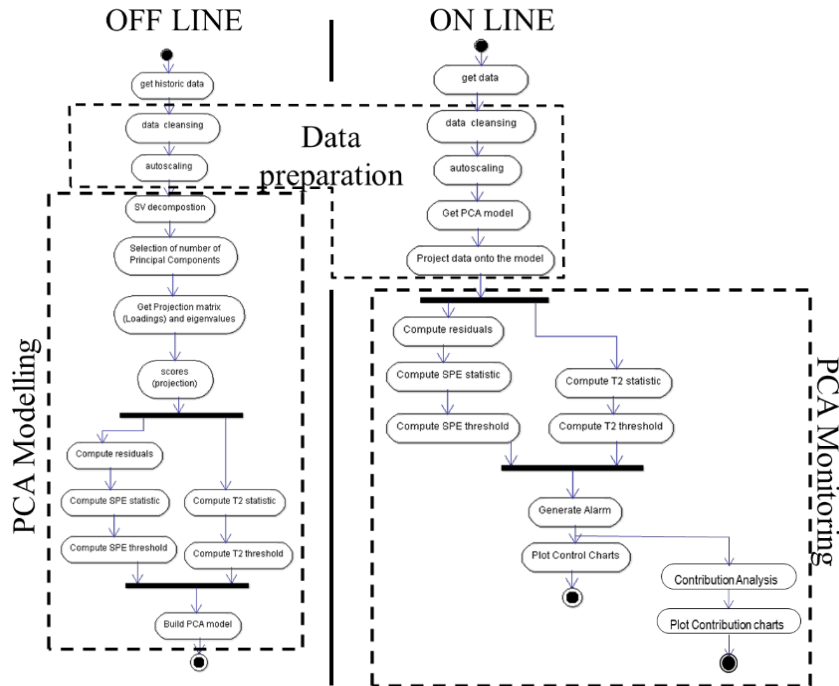 OFF LINE
get historic data
data cleansing
autoscaling
SV decompostion
Selection of number of
Principal Components
Get Projection matrix
(Loadings) and eigenvalues
scores
(projection)
Compute residuals
Compute SPE statistic
Compute SPE threshold
Compute T2 statistic
Compute T2 threshold
Build PCA model
PCA Modelling
Data
preparation
ON LINE
get data
data cleansing
autoscaling
Get PCA model
Project data onto the model
Compute residuals
Compute SPE statistic
Compute SPE threshold
Compute T2 statistic
Compute T2 threshold
Generate Alarm
Plot Control Charts
Contribution Analysis
Plot Contribution charts
PCA Monitoring